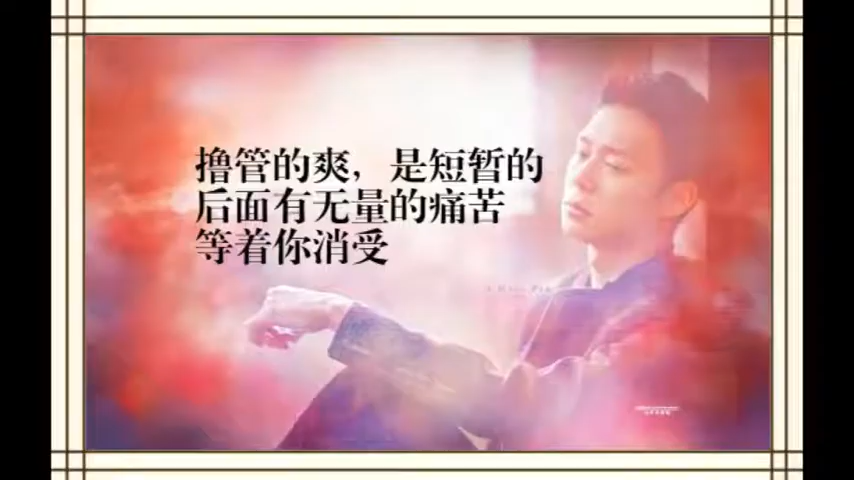 撸管的爽，是短暂的
后面有无量的痛苦
等着你消受